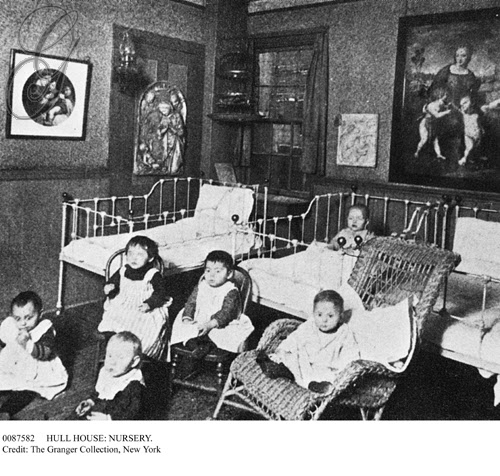 0087582 HULL HOUSE: NURSERY.
Credit: The Granger Collection, New York